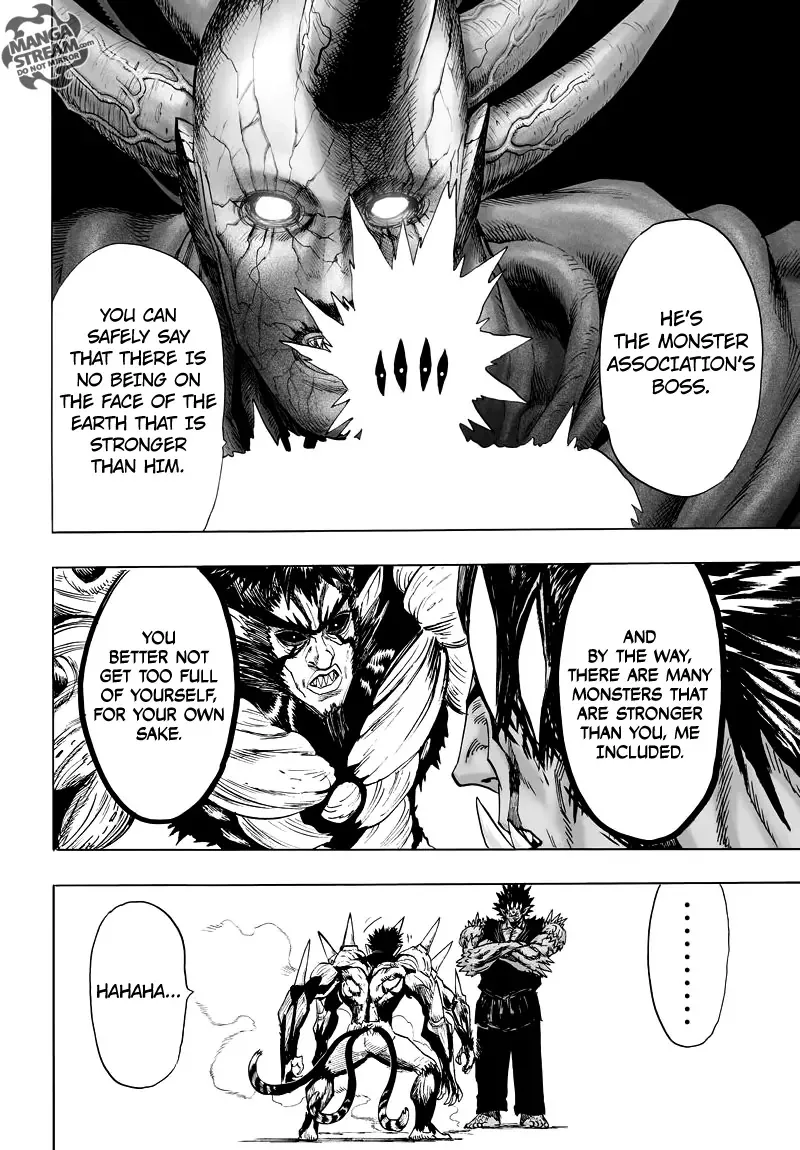 MANGA
STREAM.com
DO NOT MIRROR
HE'S
THE MONSTER
ASSOCIATION'S
BOSS.
YOU CAN
SAFELY SAY
THAT THERE IS
NO BEING ON
THE FACE OF THE
EARTH THAT IS
STRONGER
THAN HIM.
AND
BY THE WAY,
THERE ARE MANY
MONSTERS THAT
ARE STRONGER
THAN YOU, ME
INCLUDED.
YOU
BETTER NOT
GET TOO FULL
OF YOURSELF,
FOR YOUR OWN
SAKE.
.........
HAHAHA...